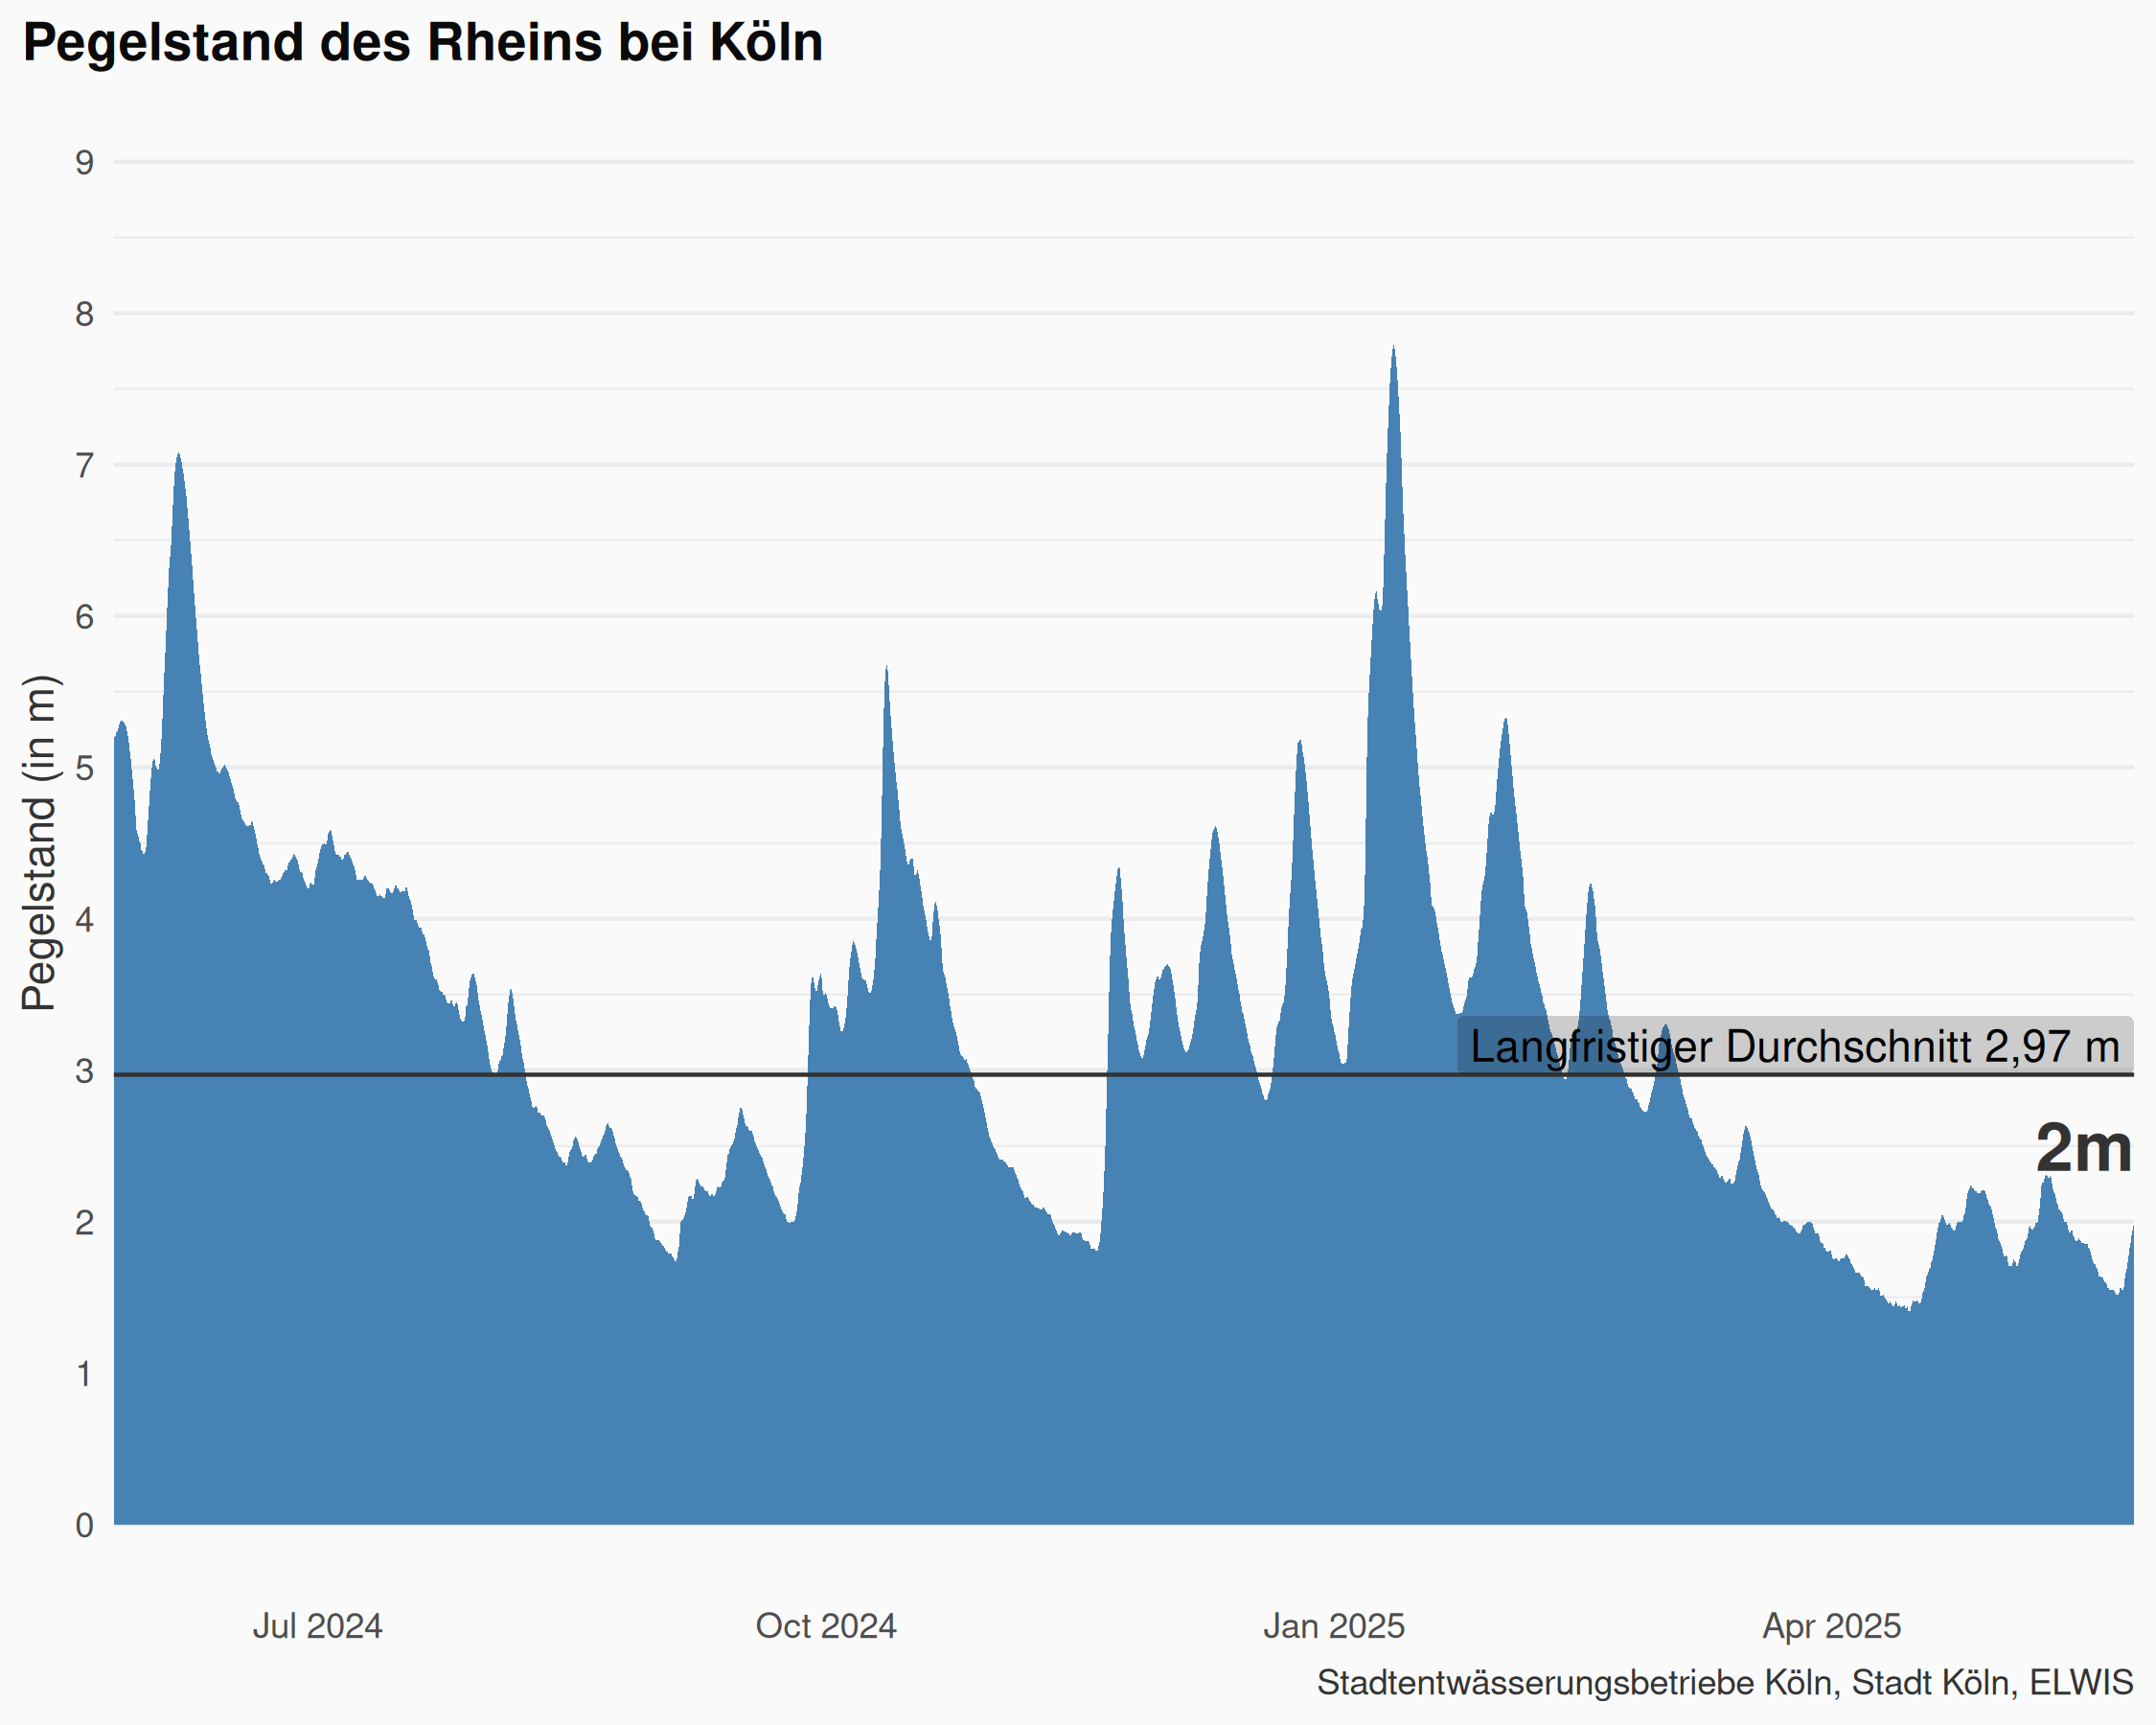 Pegelstand des Rheins bei Köln
9
8
7
6
5
4
3
2
1
0
Pegelstand (in m)
Langfristiger Durchschnitt 2,97 m
2m
Jul 2024
Oct 2024
Jan 2025
Apr 2025
Stadtentwässerungsbetriebe Köln, Stadt Köln, ELWIS